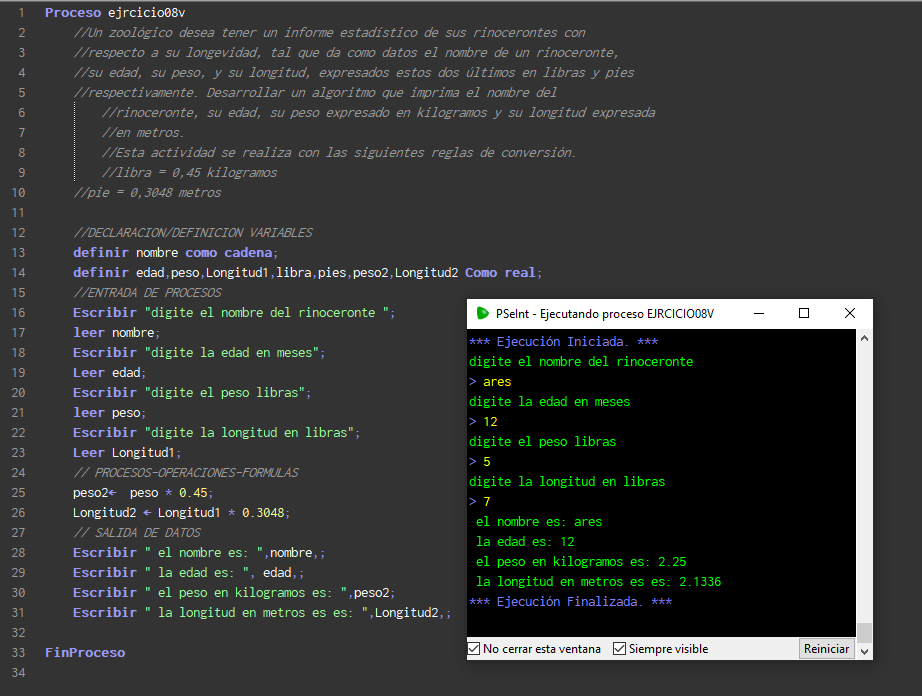 1 Proceso ejrcicio08v
2 //Un zoológico desea tener un informe estadístico de sus rinocerontes con
3 //respecto a su longevidad, tal que da como datos el nombre de un rinoceronte,
4 //su edad, su peso, y su longitud, expresados estos dos últimos en libras y pies
5 //respectivamente. Desarrollar un algoritmo que imprima el nombre del
6 //rinoceronte, su edad, su peso expresado en kilogramos y su longitud expresada
7 //en metros.
8 //Esta actividad se realiza con las siguientes reglas de conversión.
9 //libra = 0,45 kilogramos
10 //pie = 0,3048 metros
11
12 //DECLARACION/DEFINICION VARIABLES
13 definir nombre como cadena;
14 definir edad,peso,Longitud1,libra,pies,peso2,Longitud2 Como real;
15 //ENTRADA DE PROCESOS
16 Escribir "digite el nombre del rinoceronte ";
17 leer nombre;
18 Escribir "digite la edad en meses";
19 Leer edad;
20 Escribir "digite el peso libras";
21 leer peso;
22 Escribir "digite la longitud en libras";
23 Leer Longitud1;
24 // PROCESOS-OPERACIONES-FORMULAS
25 peso2← peso * 0.45;
26 Longitud2 ← Longitud1 * 0.3048;
27 // SALIDA DE DATOS
28 Escribir " el nombre es: ",nombre,;
29 Escribir " la edad es: ", edad,;
30 Escribir " el peso en kilogramos es: ",peso2;
31 Escribir " la longitud en metros es es: ",Longitud2,;
32
33 FinProceso
34
PSeInt - Ejecutando proceso EJRCICIO08V
*** Ejecución Iniciada. ***
digite el nombre del rinoceronte
> ares
digite la edad en meses
> 12
digite el peso libras
> 5
digite la longitud en libras
> 7
el nombre es: ares
la edad es: 12
el peso en kilogramos es: 2.25
la longitud en metros es es: 2.1336
*** Ejecución Finalizada. ***
No cerrar esta ventana Siempre visible Reiniciar